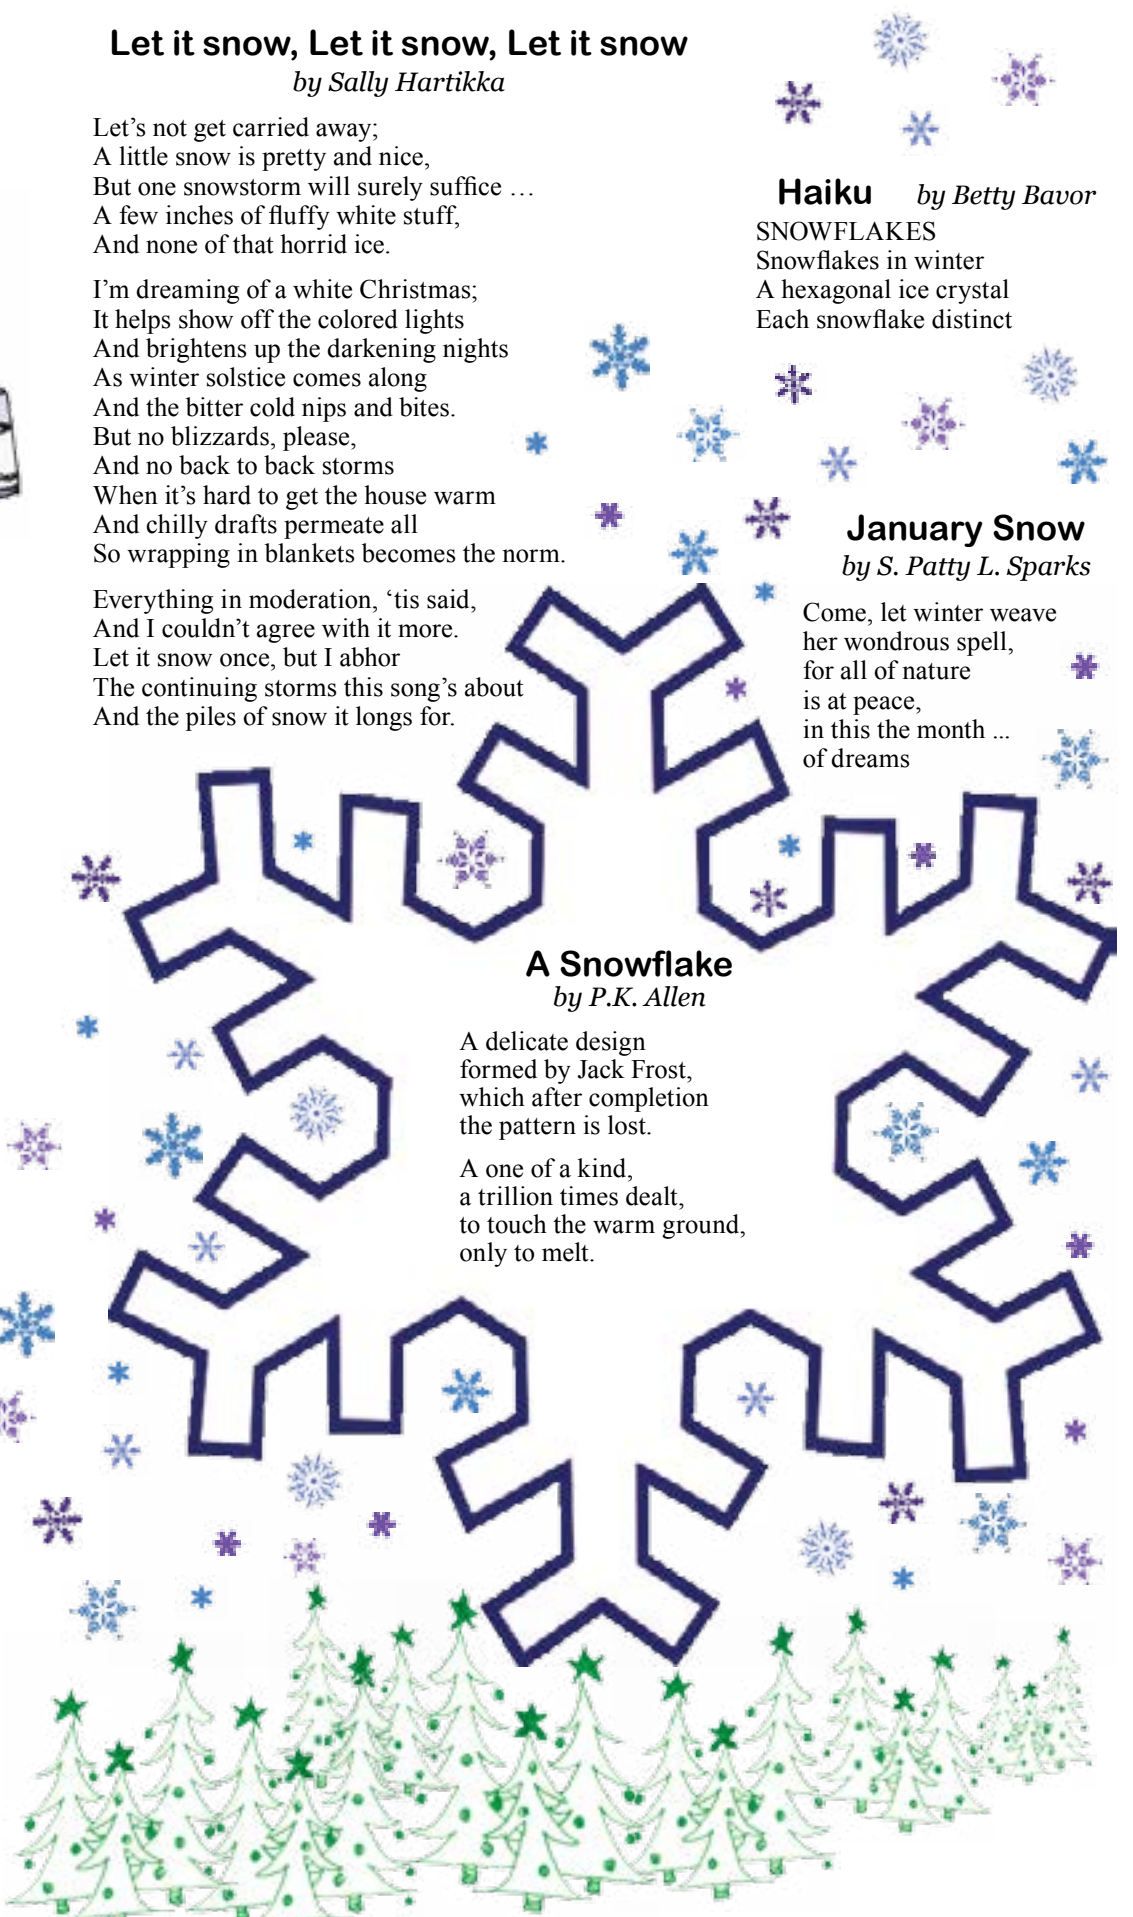 Let it snow, Let it snow, Let it snow
by Sally Hartikka
Let’s not get carried away;
A little snow is pretty and nice,
But one snowstorm will surely suffice …
A few inches of fluffy white stuff,
And none of that horrid ice.
I’m dreaming of a white Christmas;
It helps show off the colored lights
And brightens up the darkening nights
As winter solstice comes along
And the bitter cold nips and bites.
But no blizzards, please,
And no back to back storms
When it’s hard to get the house warm
And chilly drafts permeate all
So wrapping in blankets becomes the norm.
Everything in moderation, ‘tis said,
And I couldn’t agree with it more.
Let it snow once, but I abhor
The continuing storms this song’s about
And the piles of snow it longs for.
Haiku by Betty Bavor
SNOWFLAKES
Snowflakes in winter
A hexagonal ice crystal
Each snowflake distinct
January Snow
by S. Patty L. Sparks
Come, let winter weave
her wondrous spell,
for all of nature
is at peace,
in this the month ...
of dreams
A Snowflake
by P.K. Allen
A delicate design
formed by Jack Frost,
which after completion
the pattern is lost.
A one of a kind,
a trillion times dealt,
to touch the warm ground,
only to melt.